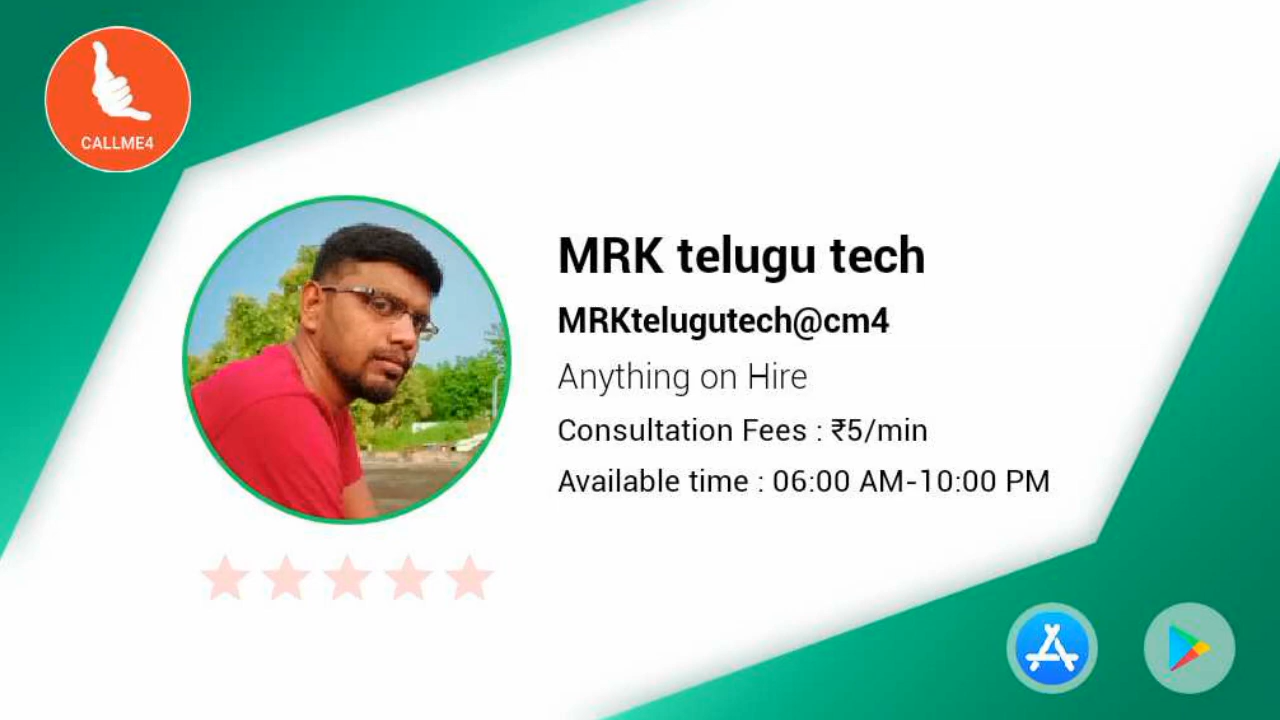 CALLME4
MRK telugu tech
MRKtelugutech@cm4
Anything on Hire
Consultation Fees : ₹5/min
Available time : 06:00 AM-10:00 PM